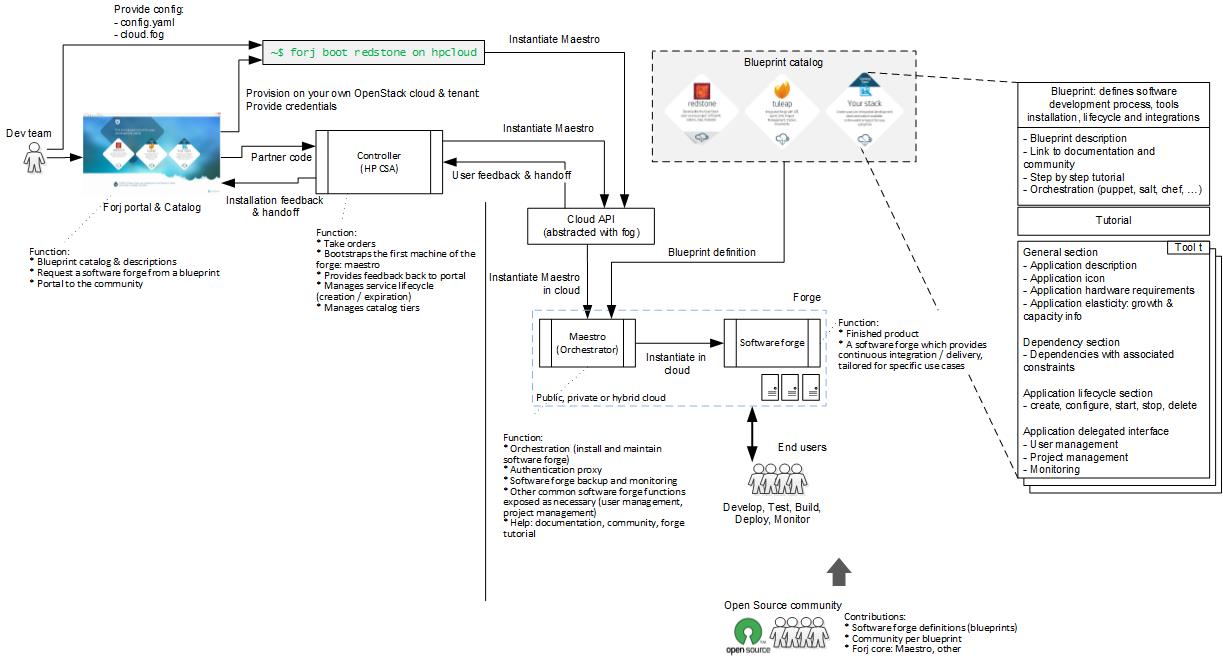 Provide config:
- config.yaml
- cloud.fog
~$ forj boot redstone on hpcloud
Instantiate Maestro
Provision on your own OpenStack cloud & tenant
Provide credentials
Dev team
Forj portal & Catalog
Partner code
Installation feedback
& handoff
Controller
(HP CSA)
Instantiate Maestro
User feedback & handoff
Function:
* Blueprint catalog & descriptions
* Request a software forge from a blueprint
* Portal to the community
Function:
* Take orders
* Bootstraps the first machine of the
forge: maestro
* Provides feedback back to portal
* Manages service lifecycle
(creation / expiration)
* Manages catalog tiers
Cloud API
(abstracted with fog)
Instantiate Maestro
in cloud
Blueprint definition
Blueprint catalog
redstone
tuleap
Your stack
Forge
Maestro
(Orchestrator)
Instantiate in
cloud
Software forge
Public, private or hybrid cloud
Function:
* Finished product
* A software forge which provides
continuous integration / delivery,
tailored for specific use cases
Function:
* Orchestration (install and maintain
software forge)
* Authentication proxy
* Software forge backup and monitoring
* Other common software forge functions
exposed as necessary (user management,
project management)
* Help: documentation, community, forge
tutorial
End users
Develop, Test, Build,
Deploy, Monitor
Open Source community
open source
Contributions:
* Software forge definitions (blueprints)
* Community per blueprint
* Forj core: Maestro, other
Blueprint: defines software
development process, tools
installation, lifecycle and integrations
- Blueprint description
- Link to documentation and
community
- Step by step tutorial
- Orchestration (puppet, salt, chef, ...)
Tutorial
Tool t
General section
- Application description
- Application icon
- Application hardware requirements
- Application elasticity: growth &
capacity info
Dependency section
- Dependencies with associated
constraints
Application lifecycle section
- create, configure, start, stop, delete
Application delegated interface
- User management
- Project management
- Monitoring